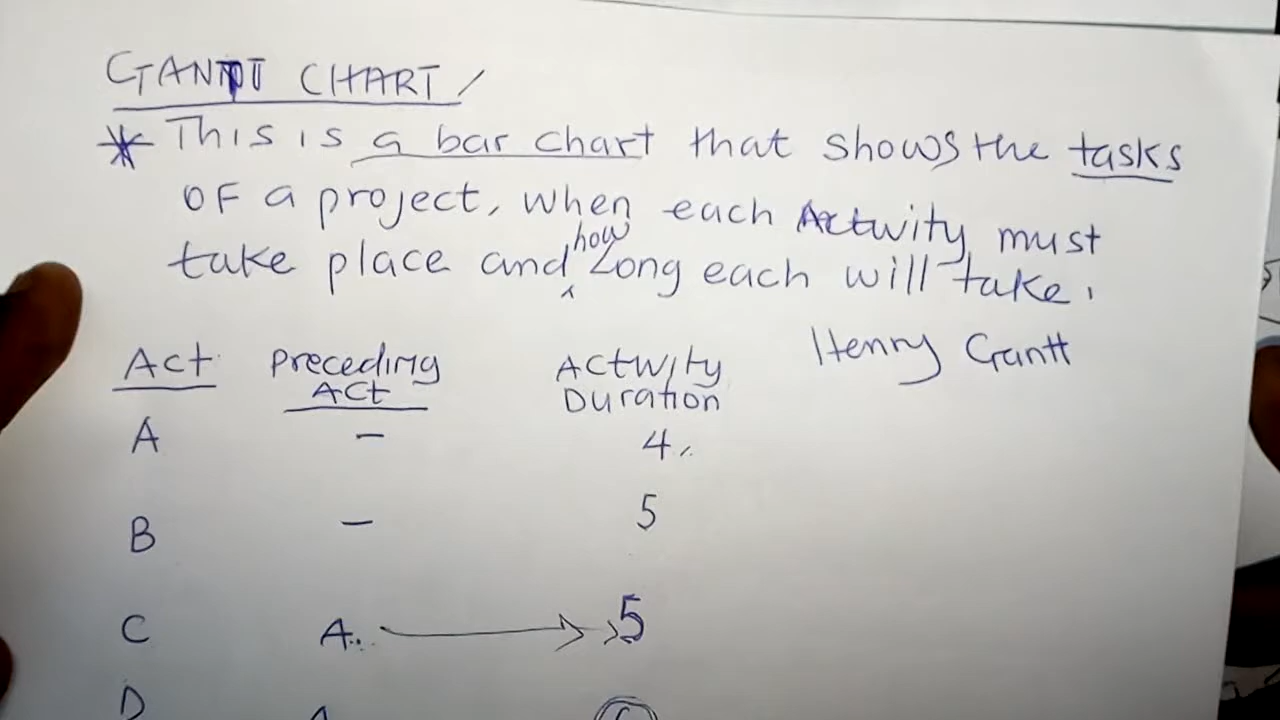 GANTT CHART
* This is a bar chart that shows the tasks
OF a project, when each Activity must
take place and how Long each will take.
Henry Gantt
Act Preceding Act Activity Duration
A – 4
B – 5
C A 5
D A